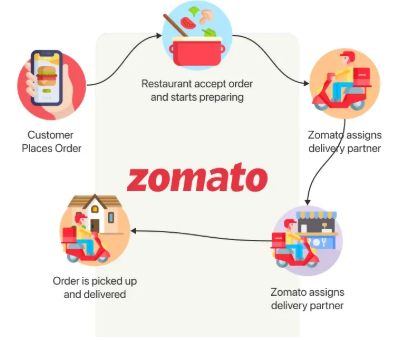 Restaurant accept order
and starts preparing
Customer
Places Order
Zomato assigns
delivery partner
zomato
Order is picked up
and delivered
Zomato assigns
delivery partner